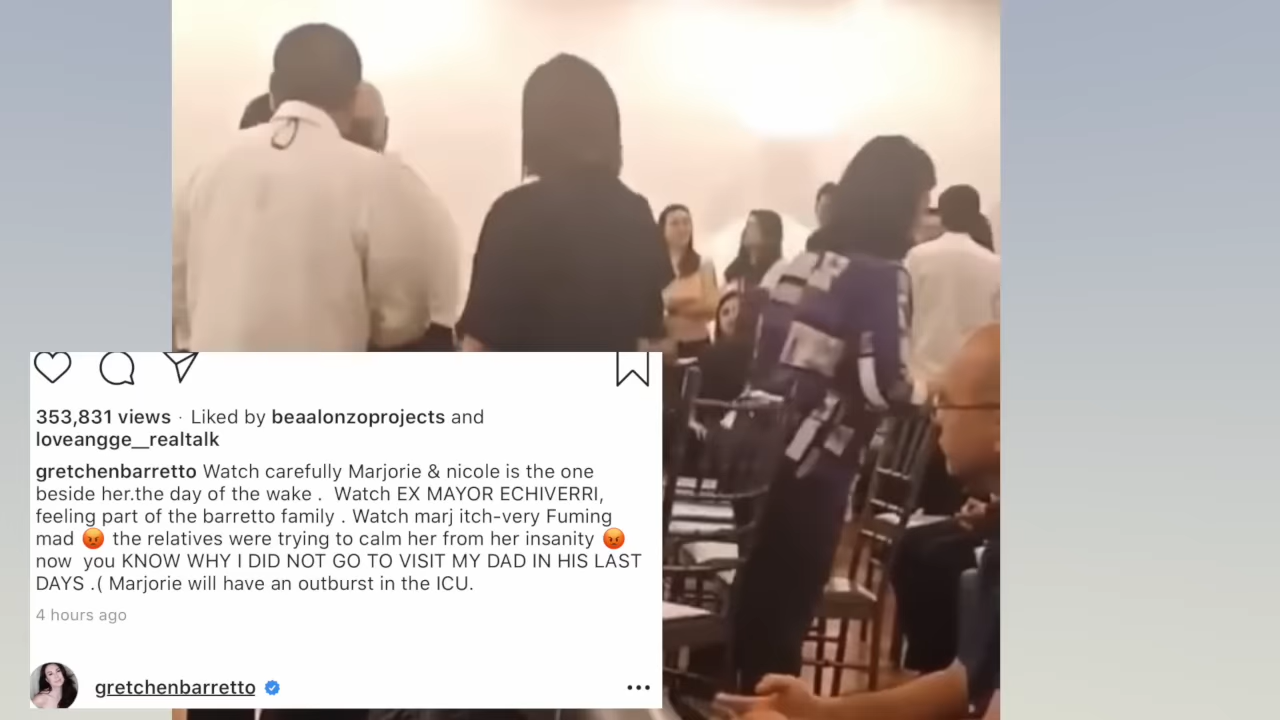 353,831 views · Liked by beaalonzoprojects and
loveangge__realtalk
gretchenbarretto Watch carefully Marjorie & nicole is the one
beside her.the day of the wake . Watch EX MAYOR ECHIVERRI,
feeling part of the barretto family . Watch marj itch-very Fuming
mad 😡 the relatives were trying to calm her from her insanity 😡
now you KNOW WHY I DID NOT GO TO VISIT MY DAD IN HIS LAST
DAYS .( Marjorie will have an outburst in the ICU.
4 hours ago
gretchenbarretto